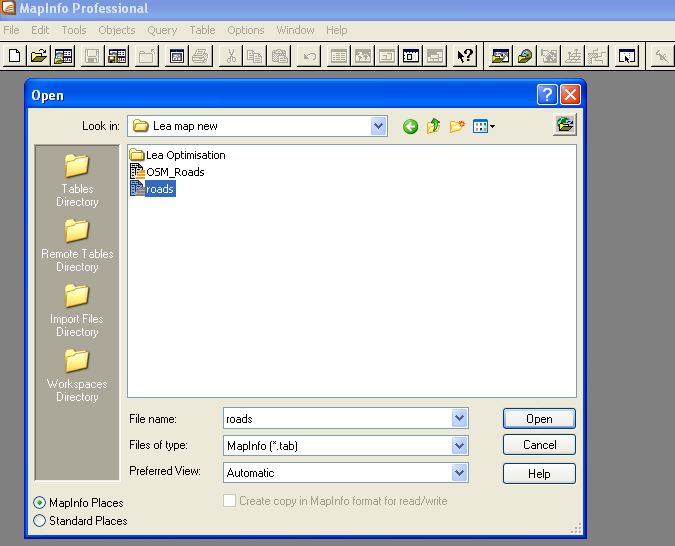 MapInfo Professional
File Edit Tools Objects Query Table Options Window Help
Open
Look in: Lea map new
Lea Optimisation
OSM_Roads
roads
Tables
Directory
Remote Tables
Directory
Import Files
Directory
Workspaces
Directory
File name: roads Open
Files of type: MapInfo (*.tab) Cancel
Preferred View: Automatic Help
MapInfo Places
Create copy in MapInfo format for read/write
Standard Places